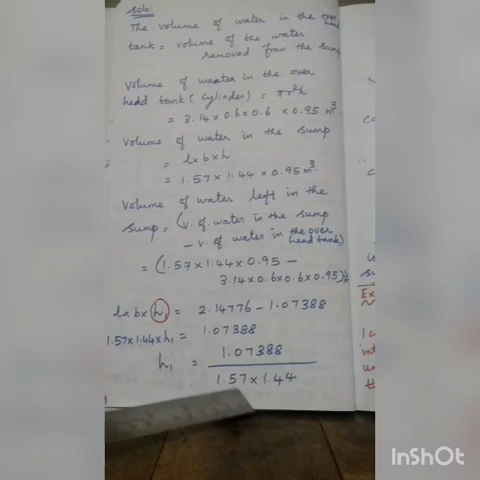 Soln:
The volume of water in the over head
tank = volume of the water
removed from the sump
Volume of waater in the over
head tank (cylinder) = πr²h
= 3.14 × 0.6 × 0.6 × 0.95 m³
Volume of water in the sump
= l × b × h
= 1.57 × 1.44 × 0.95 m³
Volume of water left in the
sump = (v. of. water in the sump
– v. of. water in the over head tank)
= (1.57 × 1.44 × 0.95 –
3.14 × 0.6 × 0.6 × 0.95)
l × b × h₁ = 2.14776 – 1.07388
1.57 × 1.44 × h₁ = 1.07388
h₁ = 1.07388
1.57 × 1.44
InShOt